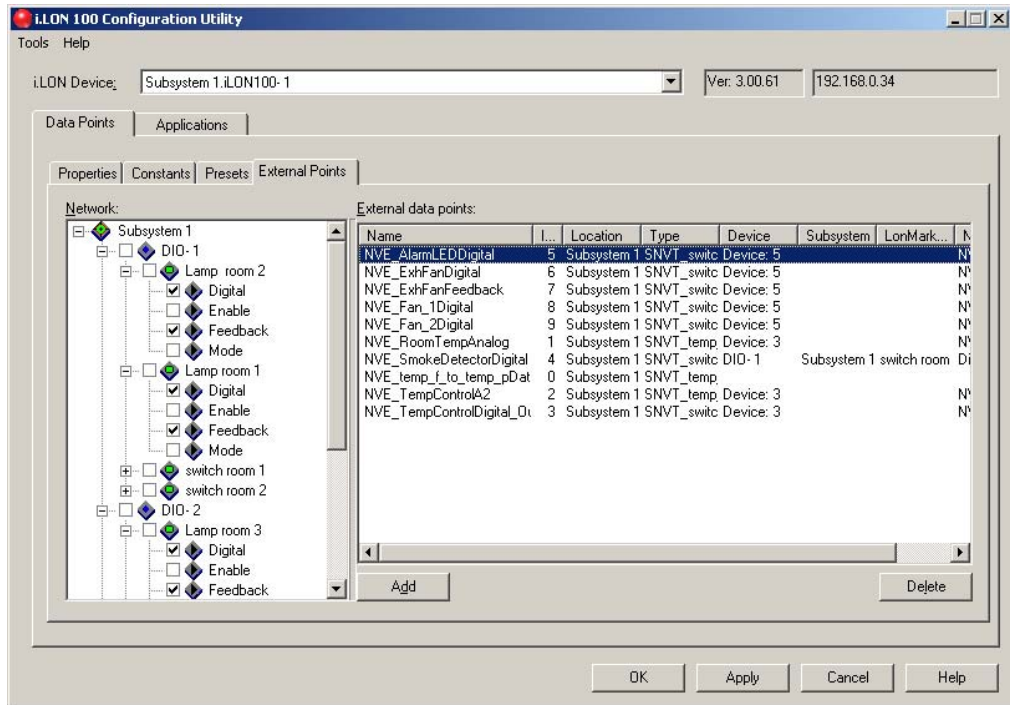 i.LON 100 Configuration Utility
Tools Help
i.LON Device: Subsystem 1.iLON100- 1 Ver: 3.00.61 192.168.0.34
Data Points Applications
Properties Constants Presets External Points
Network: External data points:
Subsystem 1
DIO- 1
Lamp room 2
Digital
Enable
Feedback
Mode
Lamp room 1
Digital
Enable
Feedback
Mode
switch room 1
switch room 2
DIO- 2
Lamp room 3
Digital
Enable
Feedback
Name I... Location Type Device Subsystem LonMark... N
NVE_AlarmLEDDigital 5 Subsystem 1 SNVT_switc Device: 5 N
NVE_ExhFanDigital 6 Subsystem 1 SNVT_switc Device: 5 N
NVE_ExhFanFeedback 7 Subsystem 1 SNVT_switc Device: 5 N
NVE_Fan_1Digital 8 Subsystem 1 SNVT_switc Device: 5 N
NVE_Fan_2Digital 9 Subsystem 1 SNVT_switc Device: 5 N
NVE_RoomTempAnalog 1 Subsystem 1 SNVT_temp_ Device: 3 N
NVE_SmokeDetectorDigital 4 Subsystem 1 SNVT_switc DIO- 1 Subsystem 1 switch room Di
NVE_temp_f_to_temp_pDat 0 Subsystem 1 SNVT_temp_
NVE_TempControlA2 2 Subsystem 1 SNVT_temp_ Device: 3 N
NVE_TempControlDigital_Ou 3 Subsystem 1 SNVT_switc Device: 3 N
Add Delete
OK Apply Cancel Help